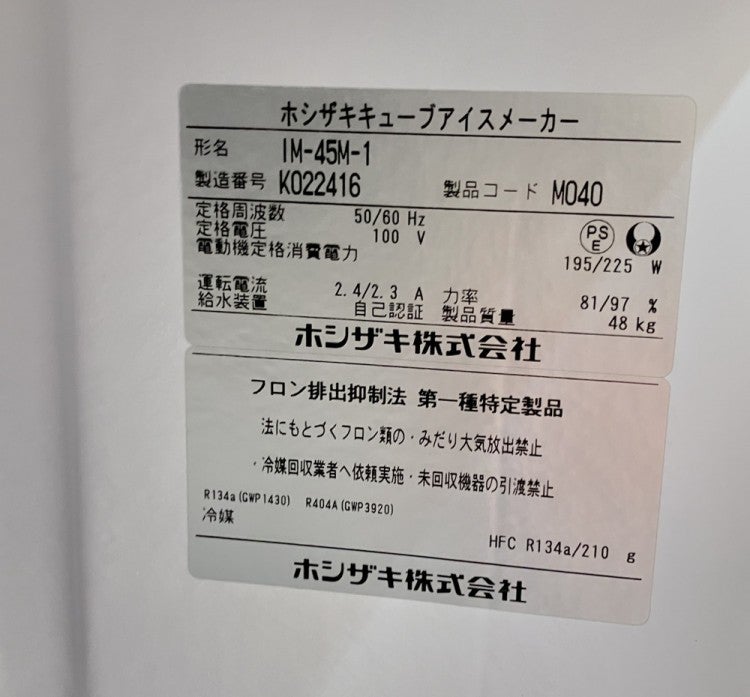 ホシザキキューブアイスメーカー
形名 IM-45M-1
製造番号 K022416 製品コード M040
定格周波数 50/60 Hz
定格電圧 100 V
PS E
電動機定格消費電力 195/225 W
運転電流 2.4/2.3 A 力率 81/97 %
給水装置 自己認証 製品質量 48 kg
ホシザキ株式会社
フロン排出抑制法 第一種特定製品
法にもとづくフロン類の・みだり大気放出禁止
・冷媒回収業者へ依頼実施・未回収機器の引渡禁止
R134a(GWP1430) R404A(GWP3920)
冷媒
HFC R134a/210 g
ホシザキ株式会社